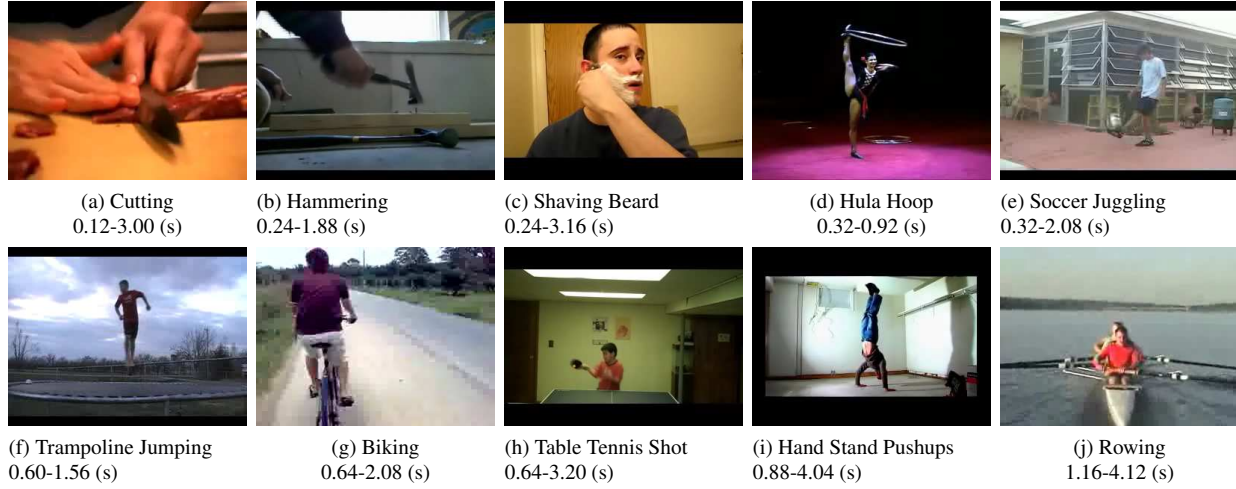 (a) Cutting
0.12-3.00 (s)
(b) Hammering
0.24-1.88 (s)
(c) Shaving Beard
0.24-3.16 (s)
(d) Hula Hoop
0.32-0.92 (s)
(e) Soccer Juggling
0.32-2.08 (s)
(f) Trampoline Jumping
0.60-1.56 (s)
(g) Biking
0.64-2.08 (s)
(h) Table Tennis Shot
0.64-3.20 (s)
(i) Hand Stand Pushups
0.88-4.04 (s)
(j) Rowing
1.16-4.12 (s)